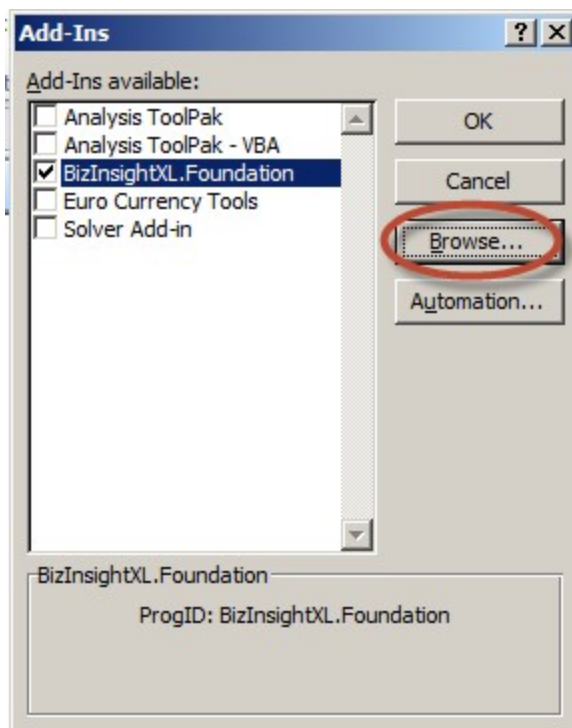 Add-Ins
Add-Ins available:
Analysis ToolPak
Analysis ToolPak - VBA
BizInsightXL.Foundation
Euro Currency Tools
Solver Add-in
OK
Cancel
Browse...
Automation...
BizInsightXL.Foundation
ProgID: BizInsightXL.Foundation